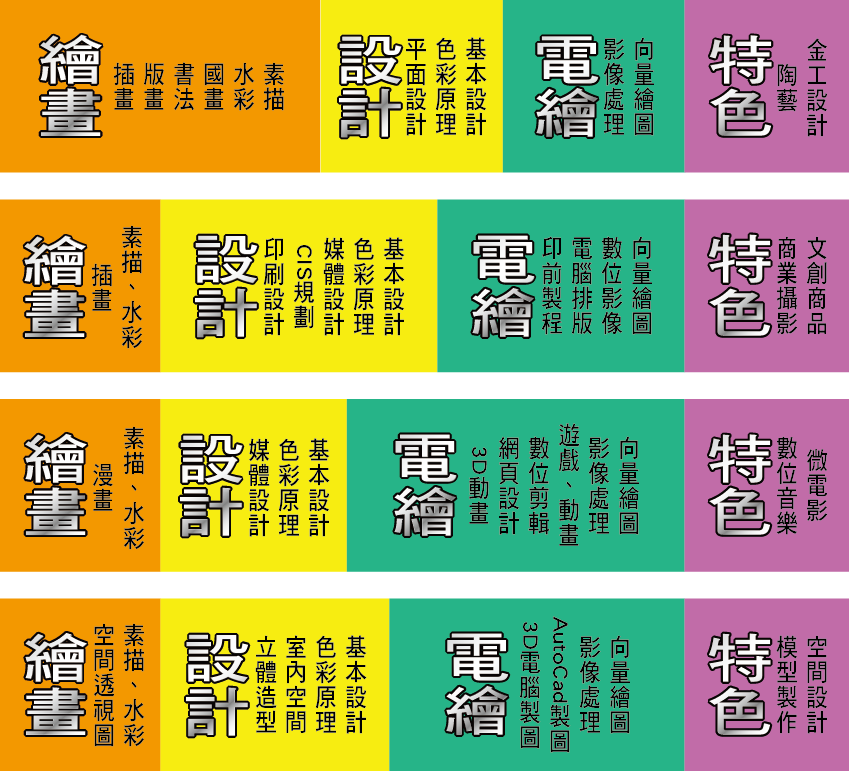 繪畫
素描
水彩
國畫
書法
版畫
插畫
設計
基本設計
色彩原理
平面設計
電繪
向量繪圖
影像處理
特色
金工設計
陶藝
繪畫
素描、水彩
插畫
設計
基本設計
色彩原理
媒體設計
CIS規劃
印刷設計
電繪
向量繪圖
數位影像
電腦排版
印前製程
特色
文創商品
商業攝影
繪畫
素描、水彩
漫畫
設計
基本設計
色彩原理
媒體設計
電繪
向量繪圖
影像處理
遊戲、動畫
數位剪輯
網頁設計
3D動畫
特色
微電影
數位音樂
繪畫
素描、水彩
空間透視圖
設計
基本設計
色彩原理
室內空間
立體造型
電繪
向量繪圖
影像處理
AutoCad製圖
3D電腦製圖
特色
空間設計
模型製作